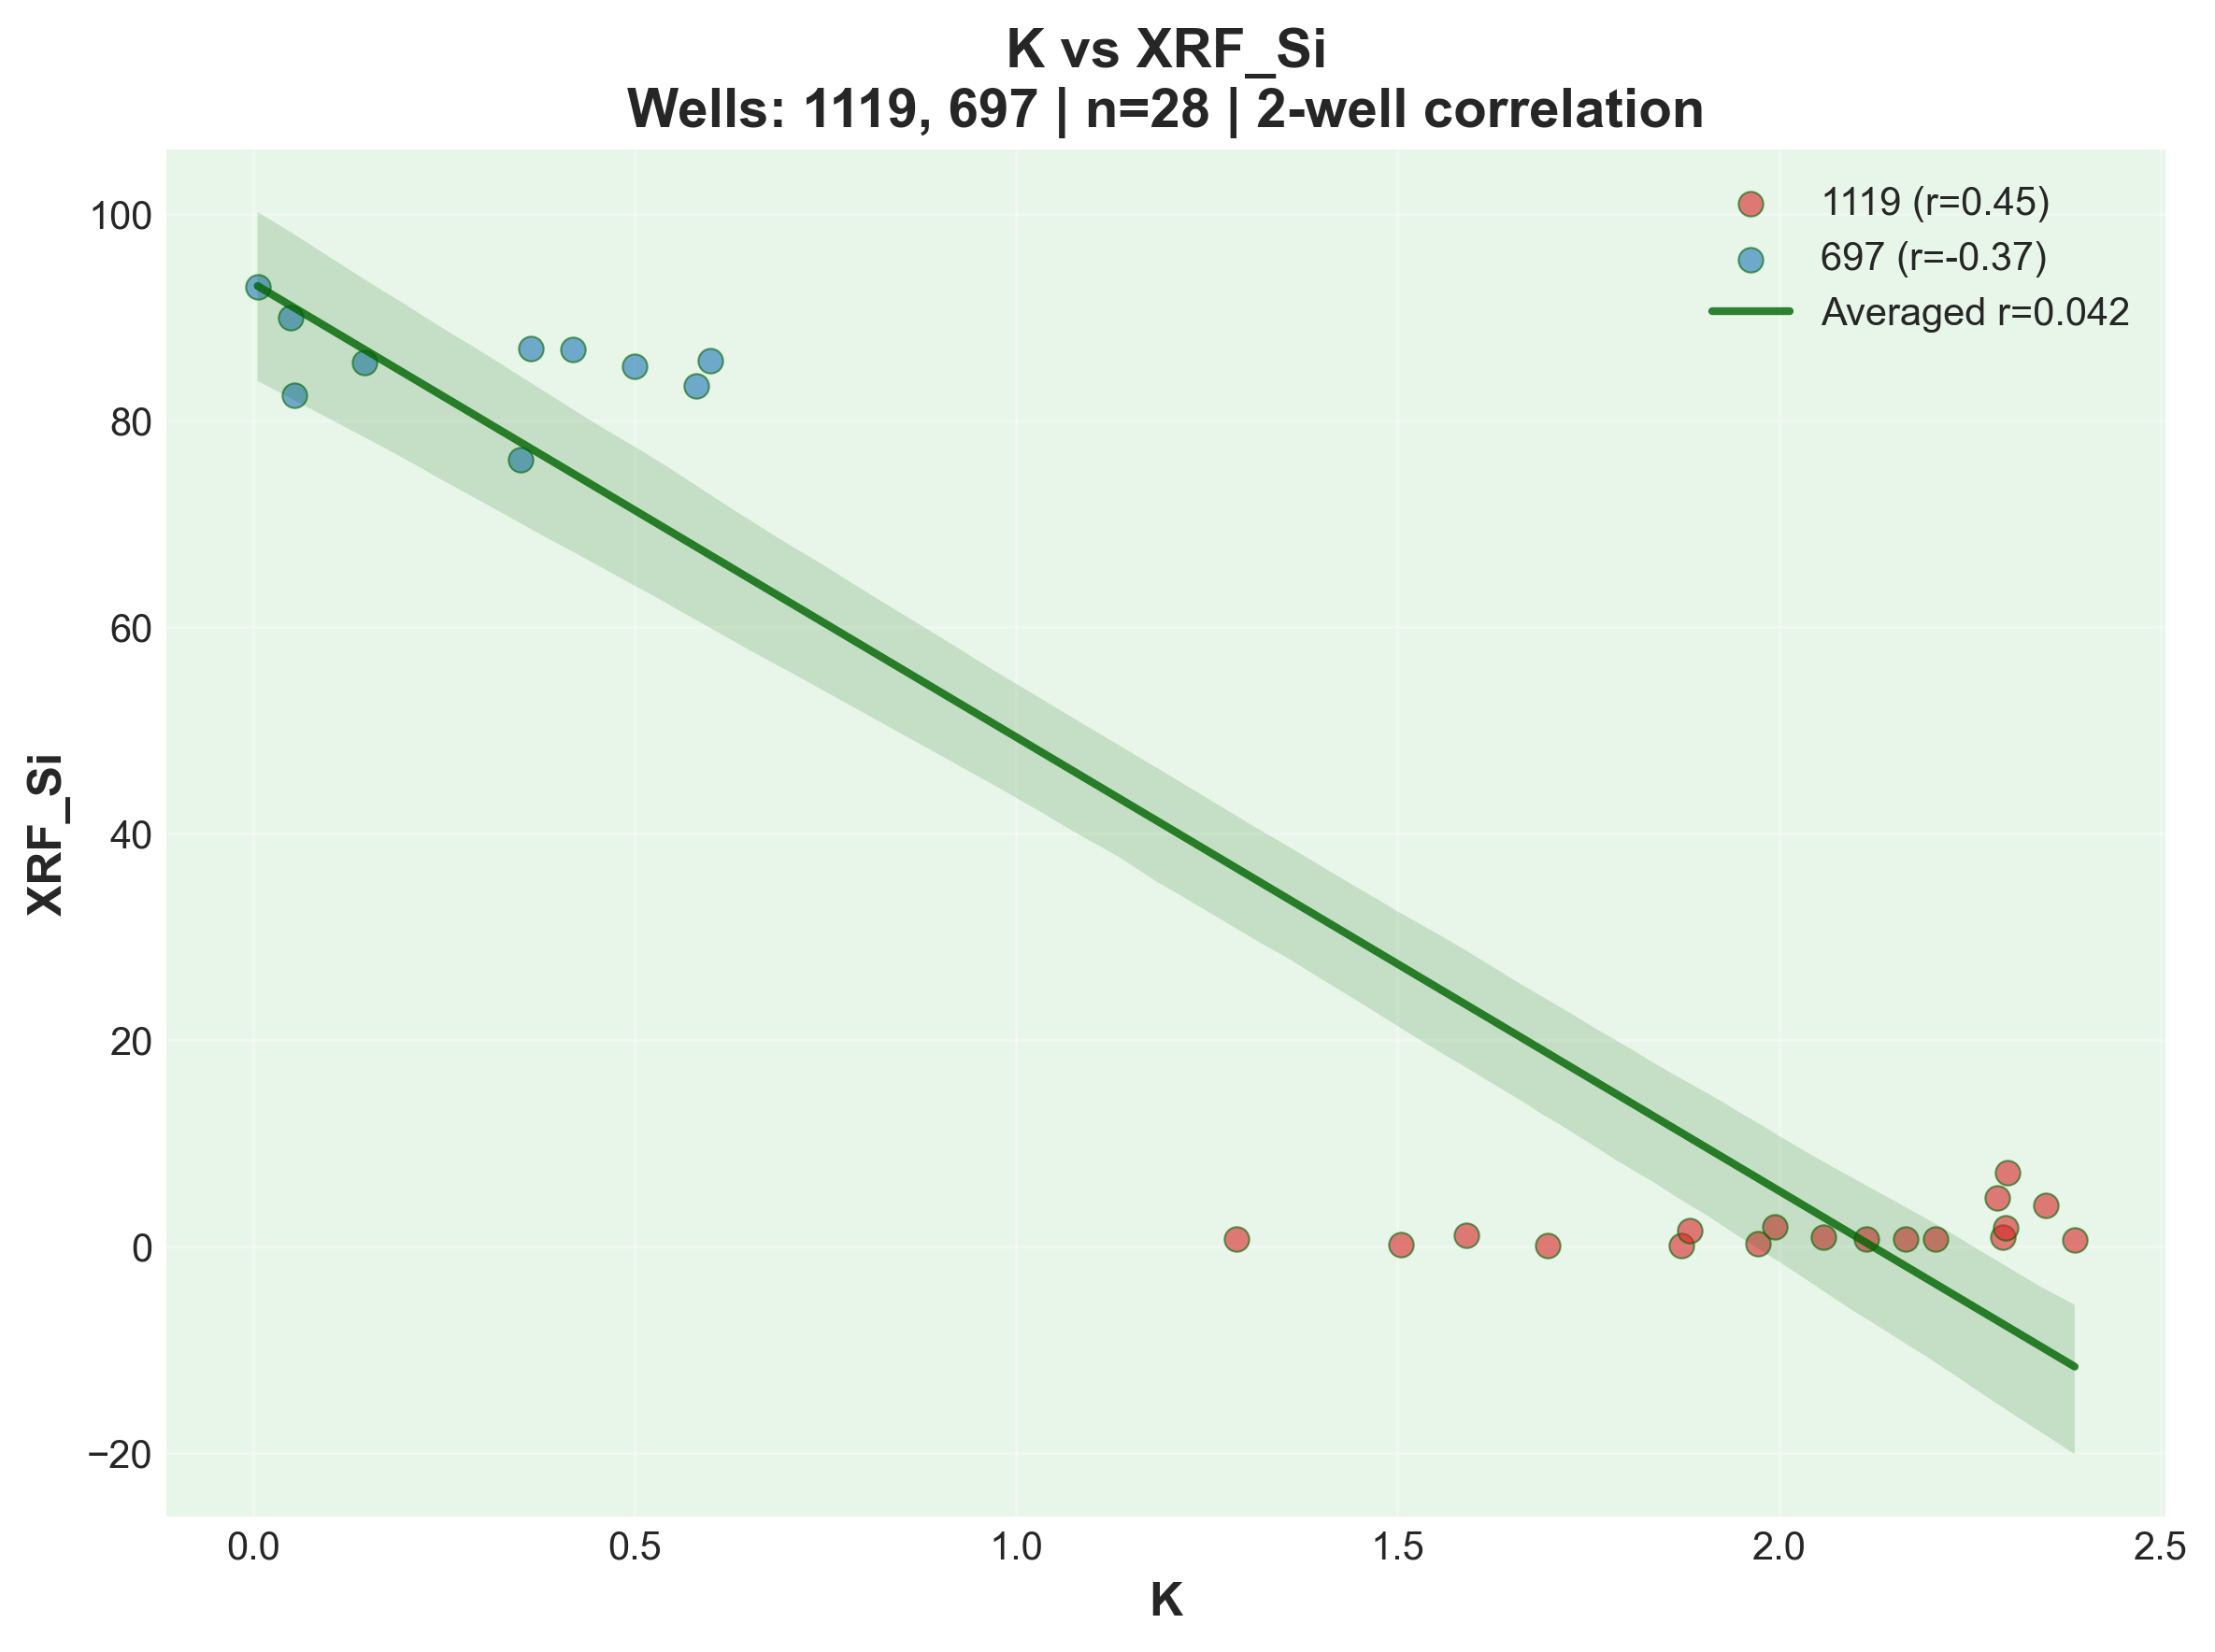 K vs XRF_Si
Wells: 1119, 697 | n=28 | 2-well correlation
1119 (r=0.45)
697 (r=-0.37)
Averaged r=0.042
100
80
60
40
20
0
−20
XRF_Si
0.0 0.5 1.0 1.5 2.0 2.5
K